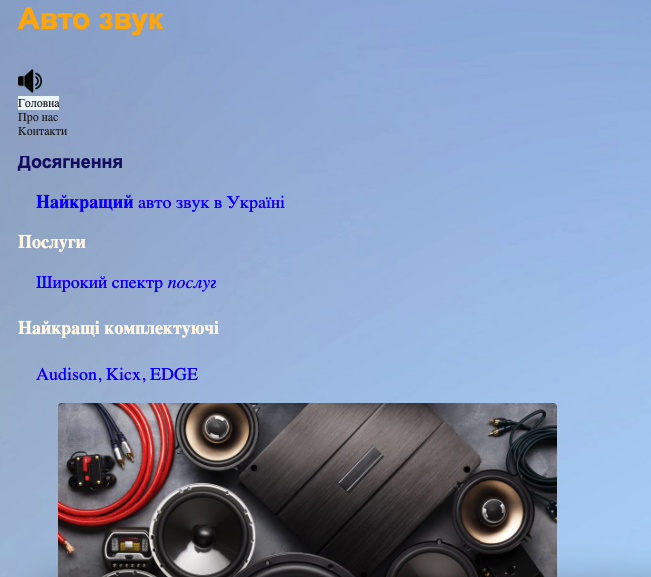 Авто звук
Головна
Про нас
Контакти
Досягнення
Найкращий авто звук в Україні
Послуги
Широкий спектр послуг
Найкращі комплектуючі
Audison, Kicx, EDGE